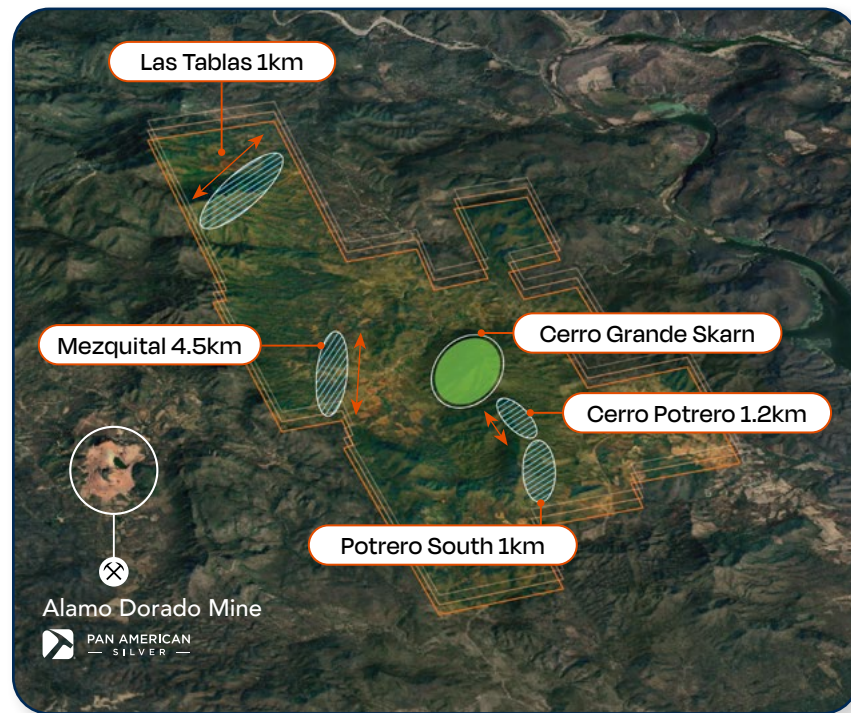 Las Tablas 1km
Mezquital 4.5km
Cerro Grande Skarn
Cerro Potrero 1.2km
Potrero South 1km
Alamo Dorado Mine
PAN AMERICAN
SILVER